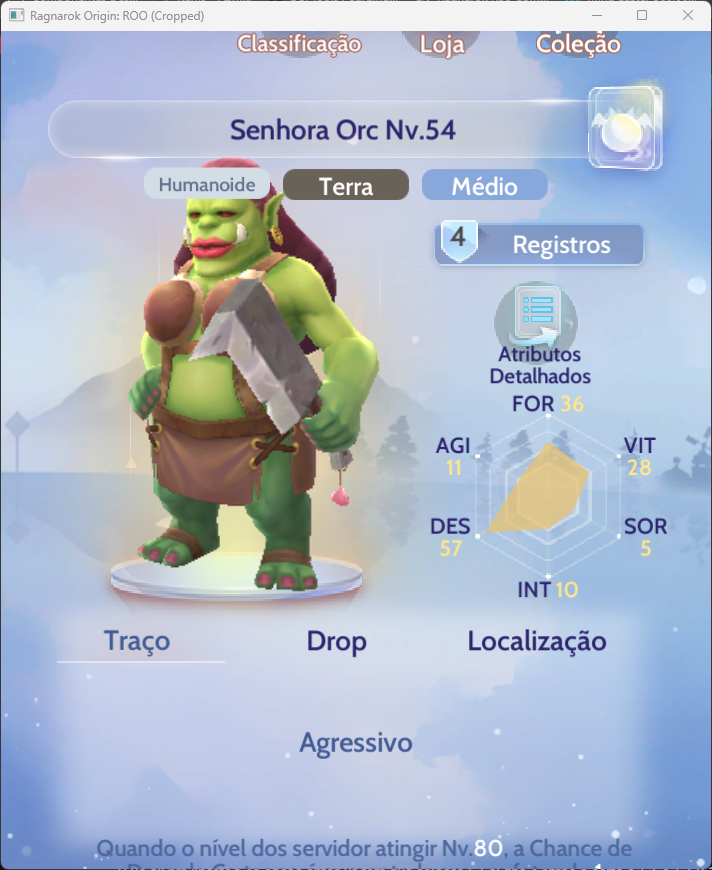 Ragnarok Origin: ROO (Cropped)
Classificação Loja Coleção
Senhora Orc Nv.54
Humanoide Terra Médio
4 Registros
Atributos
Detalhados
FOR 36
AGI VIT
11 28
DES SOR
57 5
INT 10
Traço Drop Localização
Agressivo
Quando o nível dos servidor atingir Nv.80, a Chance de